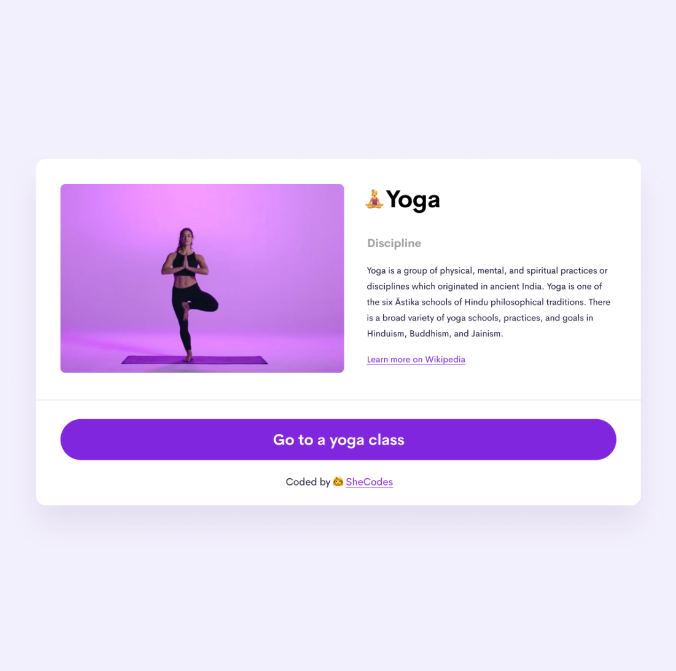 🧘Yoga
Discipline
Yoga is a group of physical, mental, and spiritual practices or
disciplines which originated in ancient India. Yoga is one of
the six Āstika schools of Hindu philosophical traditions. There
is a broad variety of yoga schools, practices, and goals in
Hinduism, Buddhism, and Jainism.
Learn more on Wikipedia
Go to a yoga class
Coded by 🎃 SheCodes